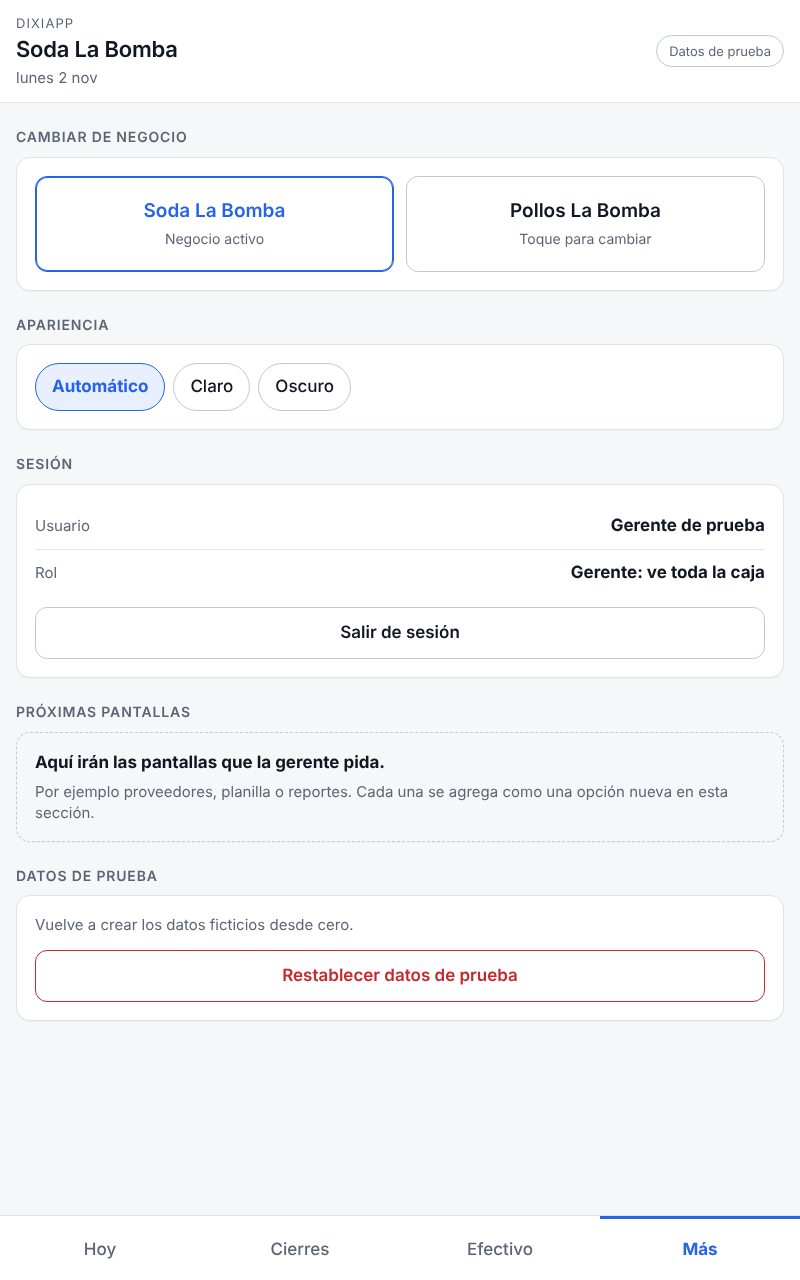 DIXIAPP
Soda La Bomba
lunes 2 nov
Datos de prueba
CAMBIAR DE NEGOCIO
Soda La Bomba
Negocio activo
Pollos La Bomba
Toque para cambiar
APARIENCIA
Automático
Claro
Oscuro
SESIÓN
Usuario
Gerente de prueba
Rol
Gerente: ve toda la caja
Salir de sesión
PRÓXIMAS PANTALLAS
Aquí irán las pantallas que la gerente pida.
Por ejemplo proveedores, planilla o reportes. Cada una se agrega como una opción nueva en esta
sección.
DATOS DE PRUEBA
Vuelve a crear los datos ficticios desde cero.
Restablecer datos de prueba
Hoy
Cierres
Efectivo
Más